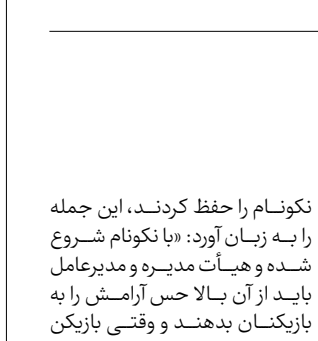 نکونـام را حفظ کردنـد، این جمله
را بـه زبـان آورد: «با نکونام شـروع
شـده و هیـأت مدیـره و مدیرعامل
بایـد از آن بـالا حس آرامـش را به
بازیکنـان بدهنـد و وقتـی بازیکن